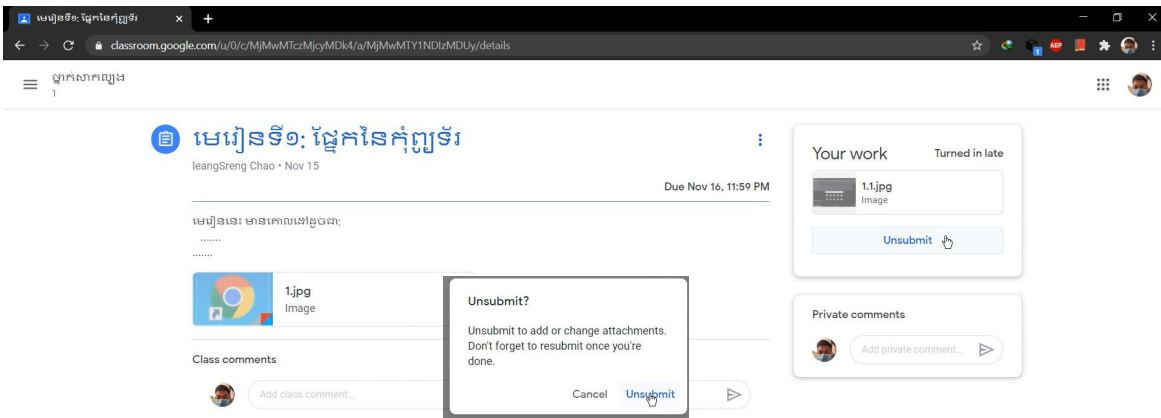 មេរៀនទី១: ផ្នែកនៃកុំព្យូទ័រ
classroom.google.com/u/0/c/MjMwMTczMjcyMDk4/a/MjMwMTY1NDIzMDUy/details
ABP
1
ថ្នាក់សាកល្បង
1
មេរៀនទី១: ផ្នែកនៃកុំព្យូទ័រ
leangSreng Chao • Nov 15
Due Nov 16, 11:59 PM
មេរៀននេះ មានគោលដៅដូចជា:
.......
.......
1.jpg
Image
Class comments
Add class comment...
Unsubmit?
Unsubmit to add or change attachments.
Don't forget to resubmit once you're
done.
Cancel Unsubmit
Your work Turned in late
1.1.jpg
Image
Unsubmit
Private comments
Add private comment...